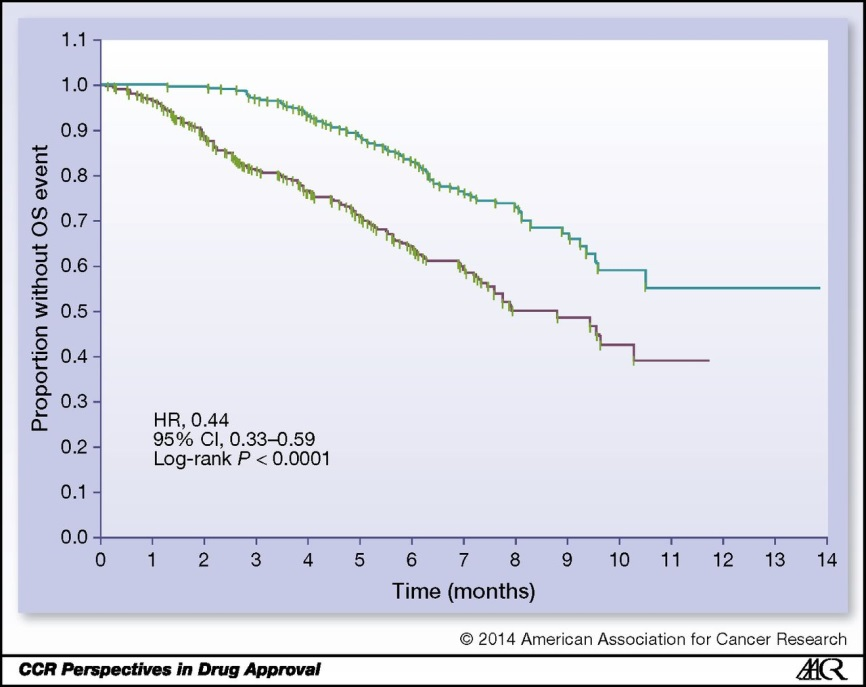 1.1
1.0
0.9
0.8
0.7
0.6
0.5
0.4
0.3
0.2
0.1
0.0
Proportion without OS event
HR, 0.44
95% CI, 0.33–0.59
Log-rank P < 0.0001
0 1 2 3 4 5 6 7 8 9 10 11 12 13 14
Time (months)
© 2014 American Association for Cancer Research
CCR Perspectives in Drug Approval
AACR